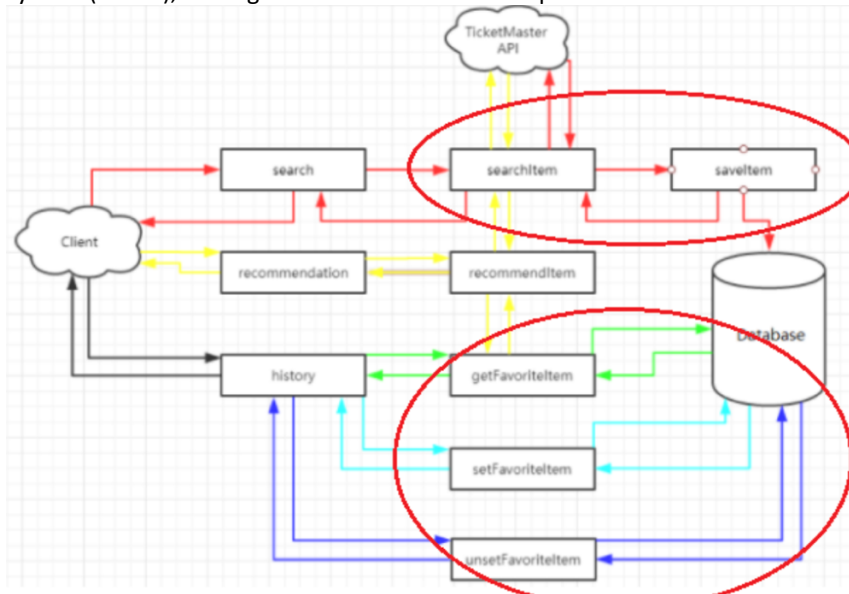 TicketMaster
API
search
searchItem
saveItem
Client
recommendation
recommendItem
Database
history
getFavoriteItem
setFavoriteItem
unsetFavoriteItem